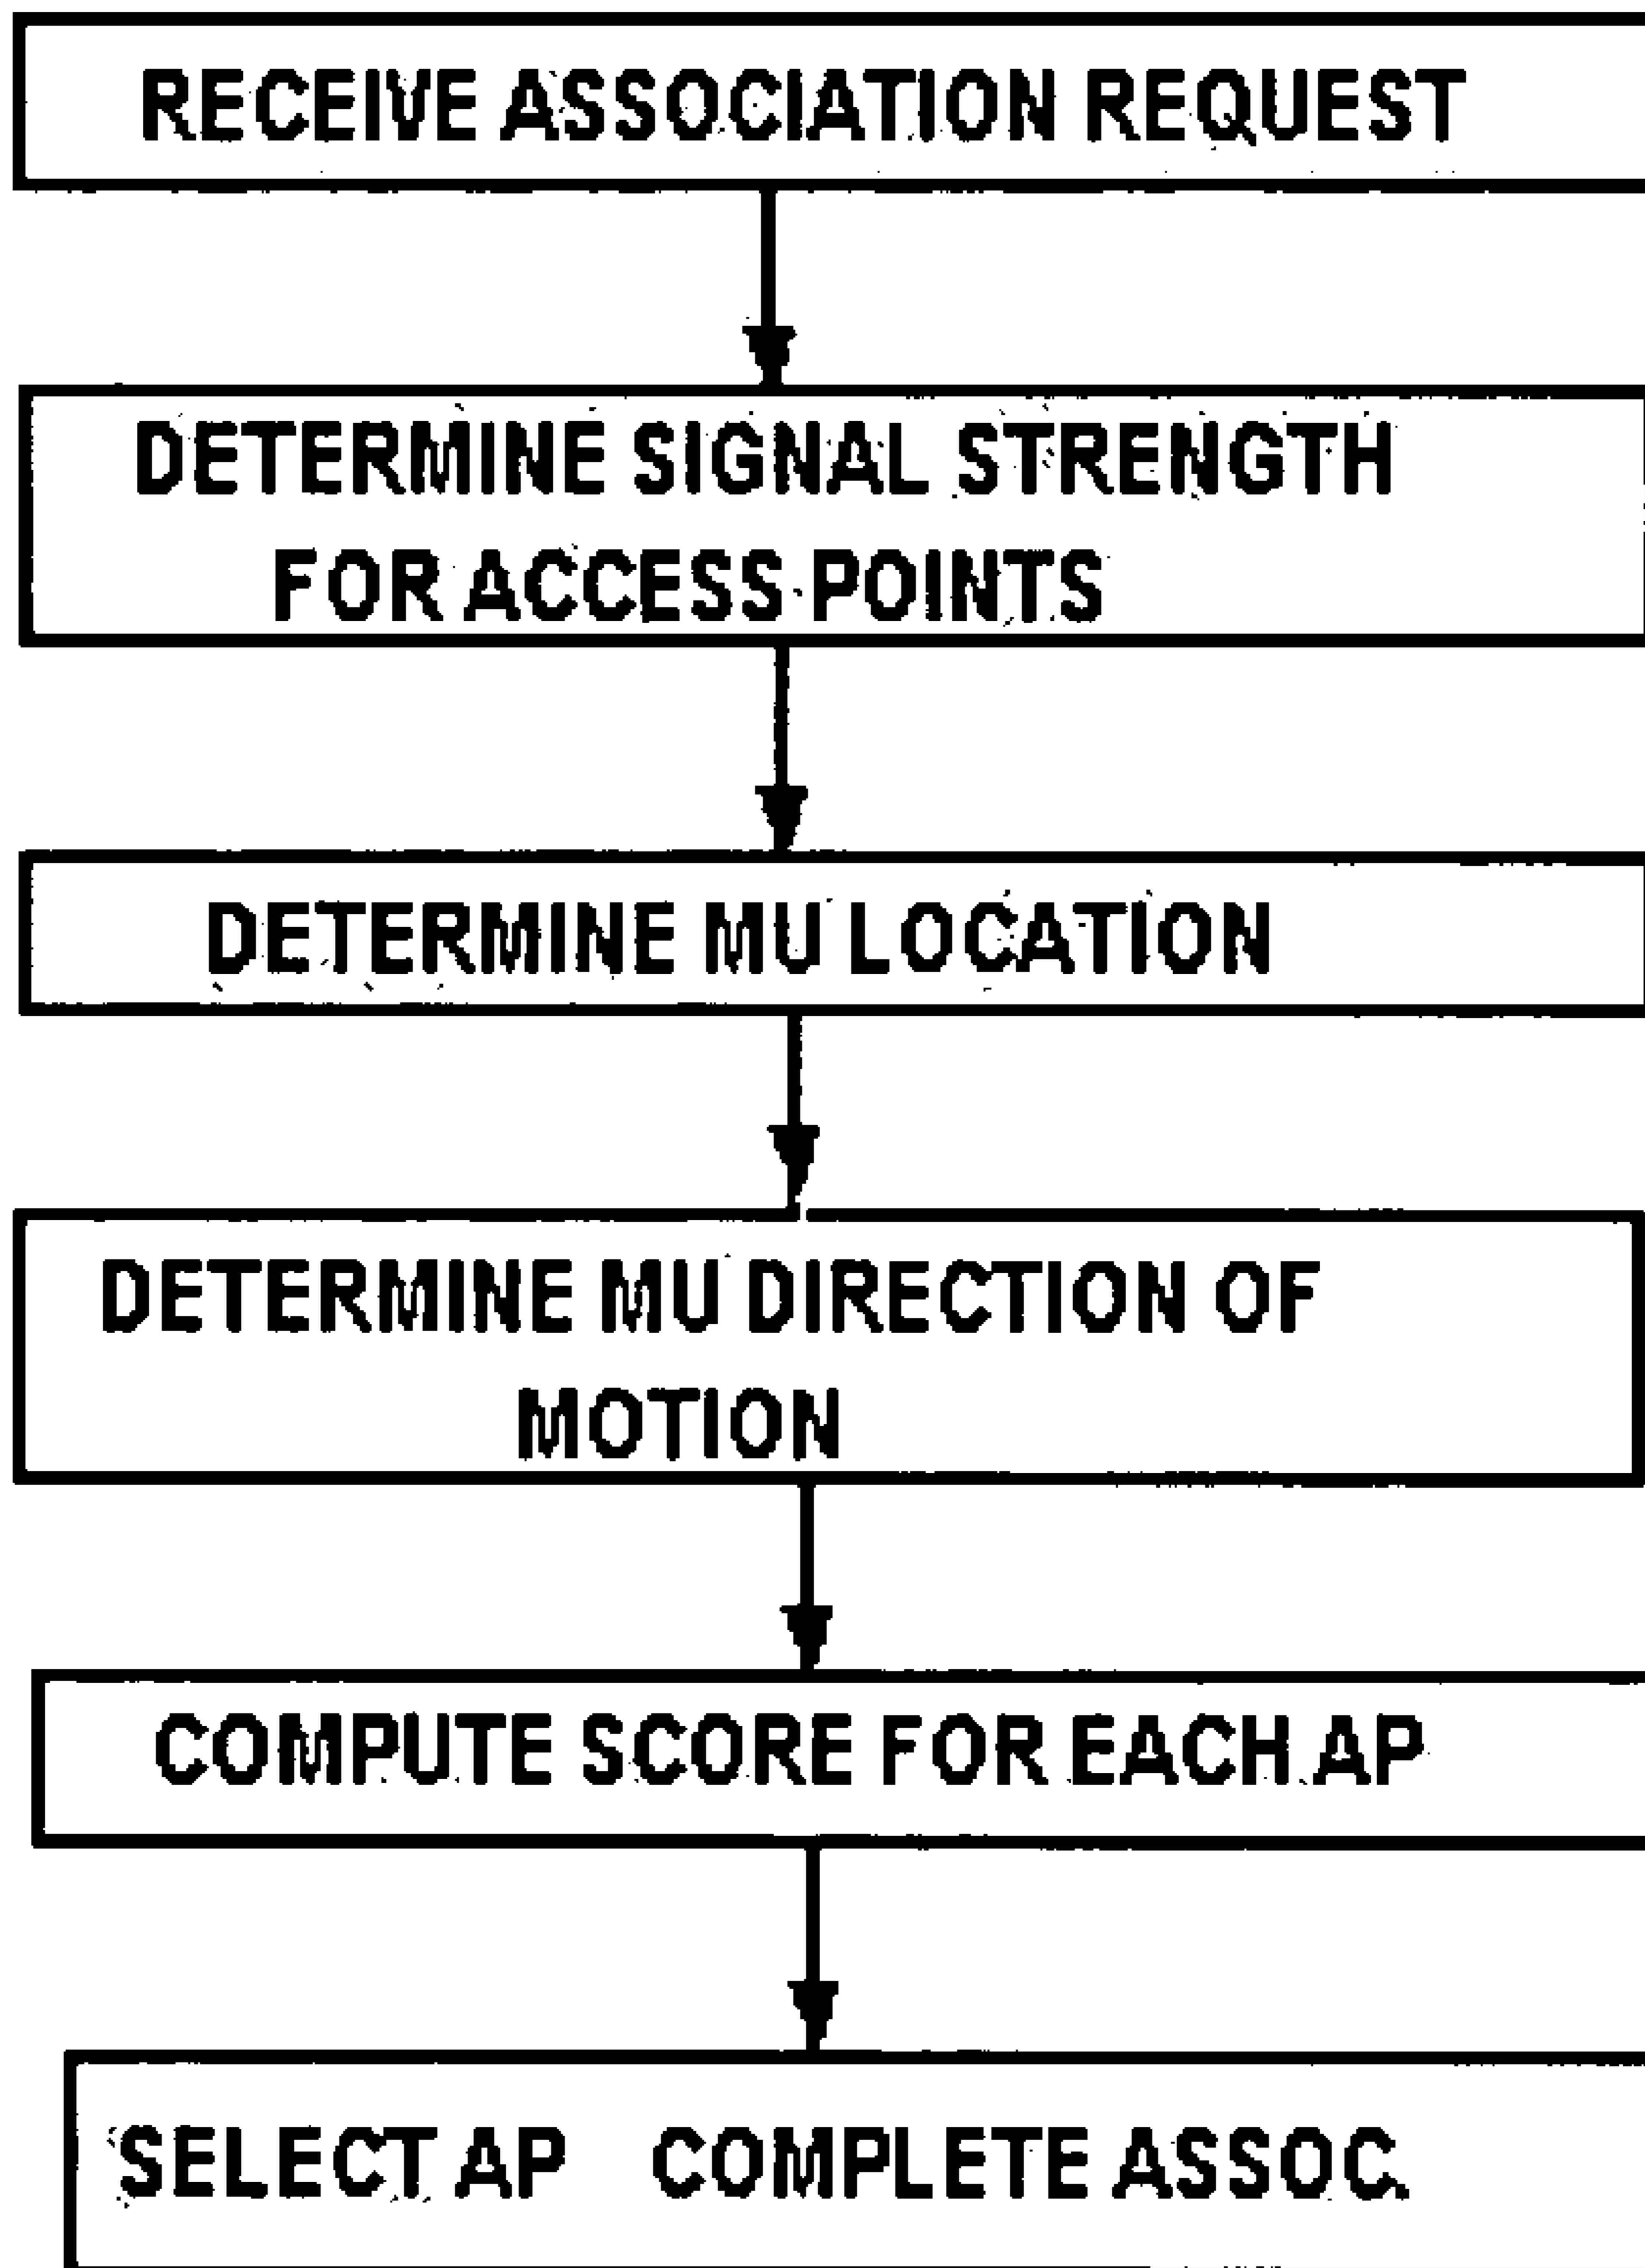 RECEIVE ASSOCIATION REQUEST
DETERMINE SIGNAL STRENGTH
FOR ACCESS POINTS
DETERMINE MU LOCATION
DETERMINE MU DIRECTION OF
MOTION
COMPUTE SCORE FOR EACH AP
SELECT AP COMPLETE ASSOC.